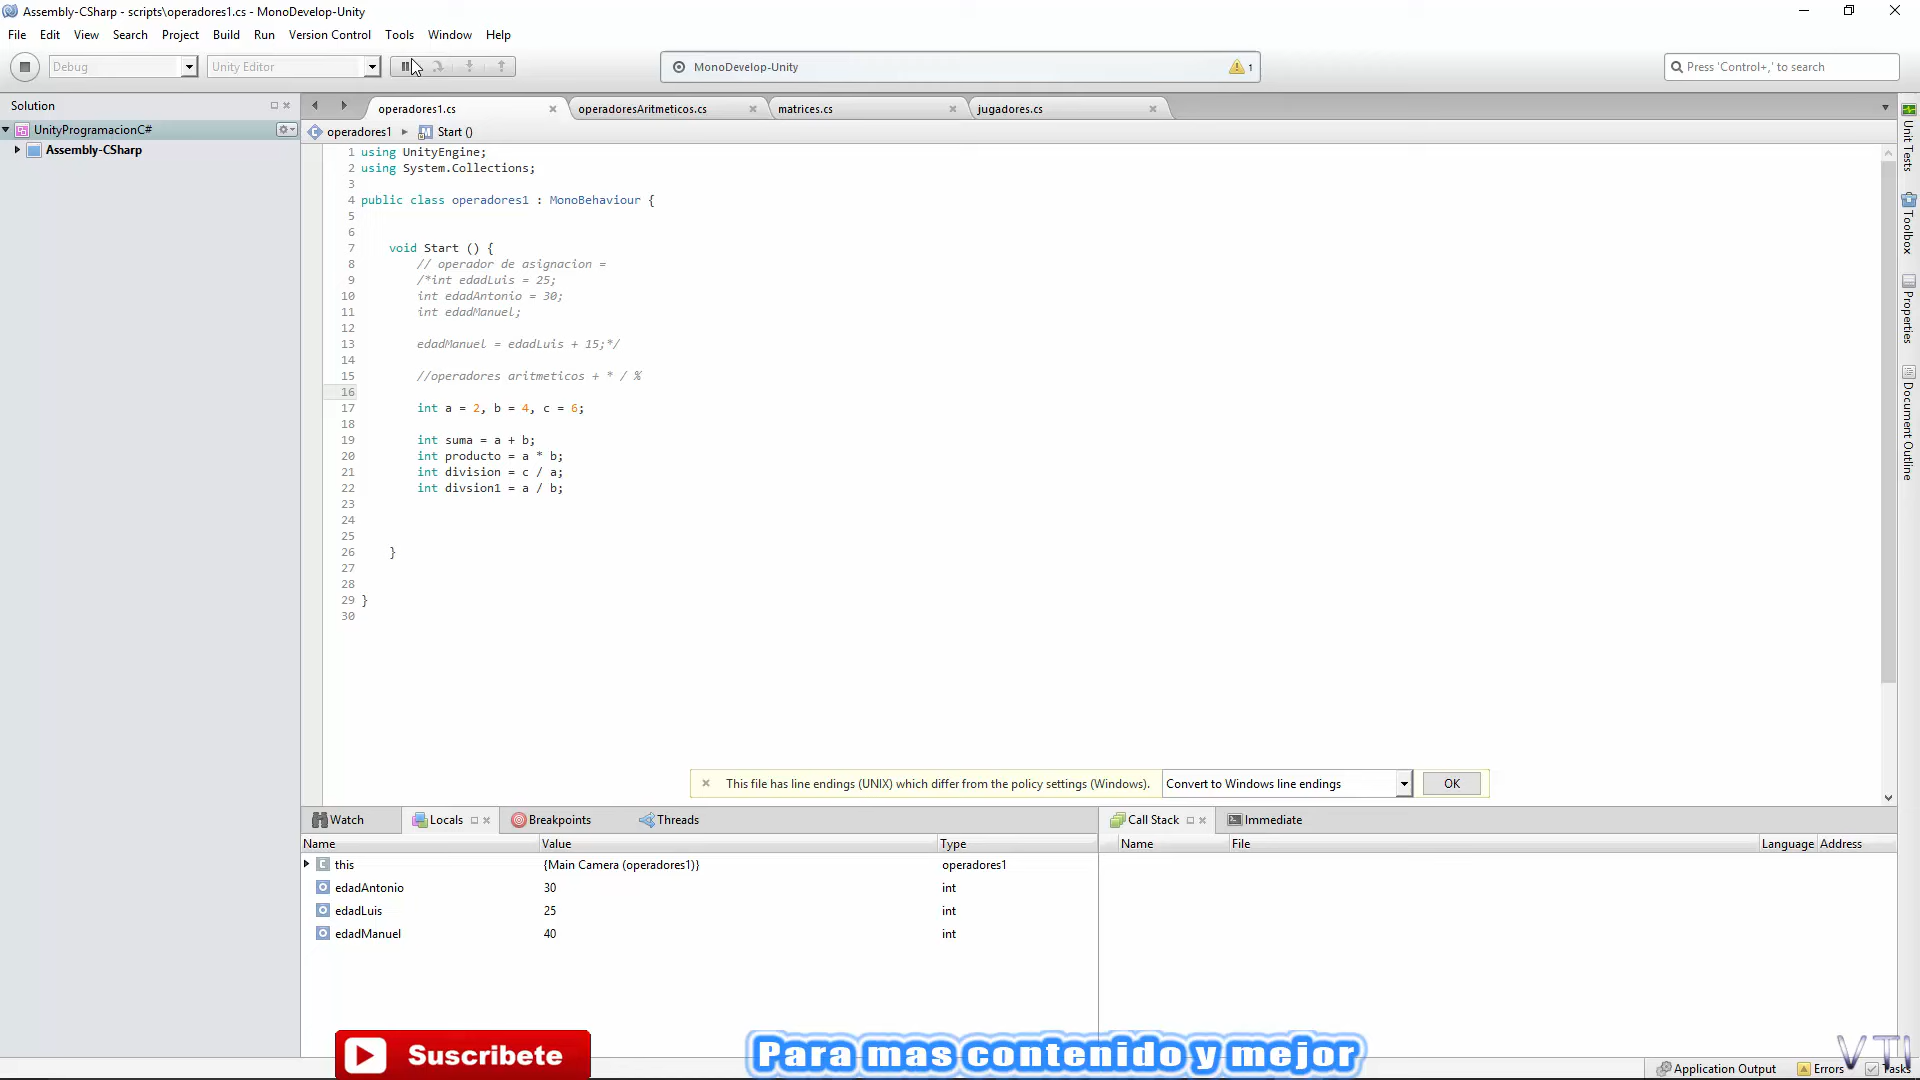 Assembly-CSharp - scripts\operadores1.cs - MonoDevelop-Unity
File Edit View Search Project Build Run Version Control Tools Window Help
Debug Unity Editor MonoDevelop-Unity 1 Press 'Control+,' to search
Solution
UnityProgramacionC#
Assembly-CSharp
operadores1.cs operadoresAritmeticos.cs matrices.cs jugadores.cs
operadores1 Start ()
1 using UnityEngine;
2 using System.Collections;
3
4 public class operadores1 : MonoBehaviour {
5
6
7 void Start () {
8 // operador de asignacion =
9 /*int edadLuis = 25;
10 int edadAntonio = 30;
11 int edadManuel;
12
13 edadManuel = edadLuis + 15;*/
14
15 //operadores aritmeticos + * / %
16
17 int a = 2, b = 4, c = 6;
18
19 int suma = a + b;
20 int producto = a * b;
21 int division = c / a;
22 int divsion1 = a / b;
23
24
25
26 }
27
28
29 }
30
Unit Tests
Toolbox
Properties
Document Outline
This file has line endings (UNIX) which differ from the policy settings (Windows). Convert to Windows line endings OK
Watch Locals Breakpoints Threads
Name Value Type
this {Main Camera (operadores1)} operadores1
edadAntonio 30 int
edadLuis 25 int
edadManuel 40 int
Call Stack Immediate
Name File Language Address
Suscribete
Para mas contenido y mejor
VTI
Application Output Errors Tasks